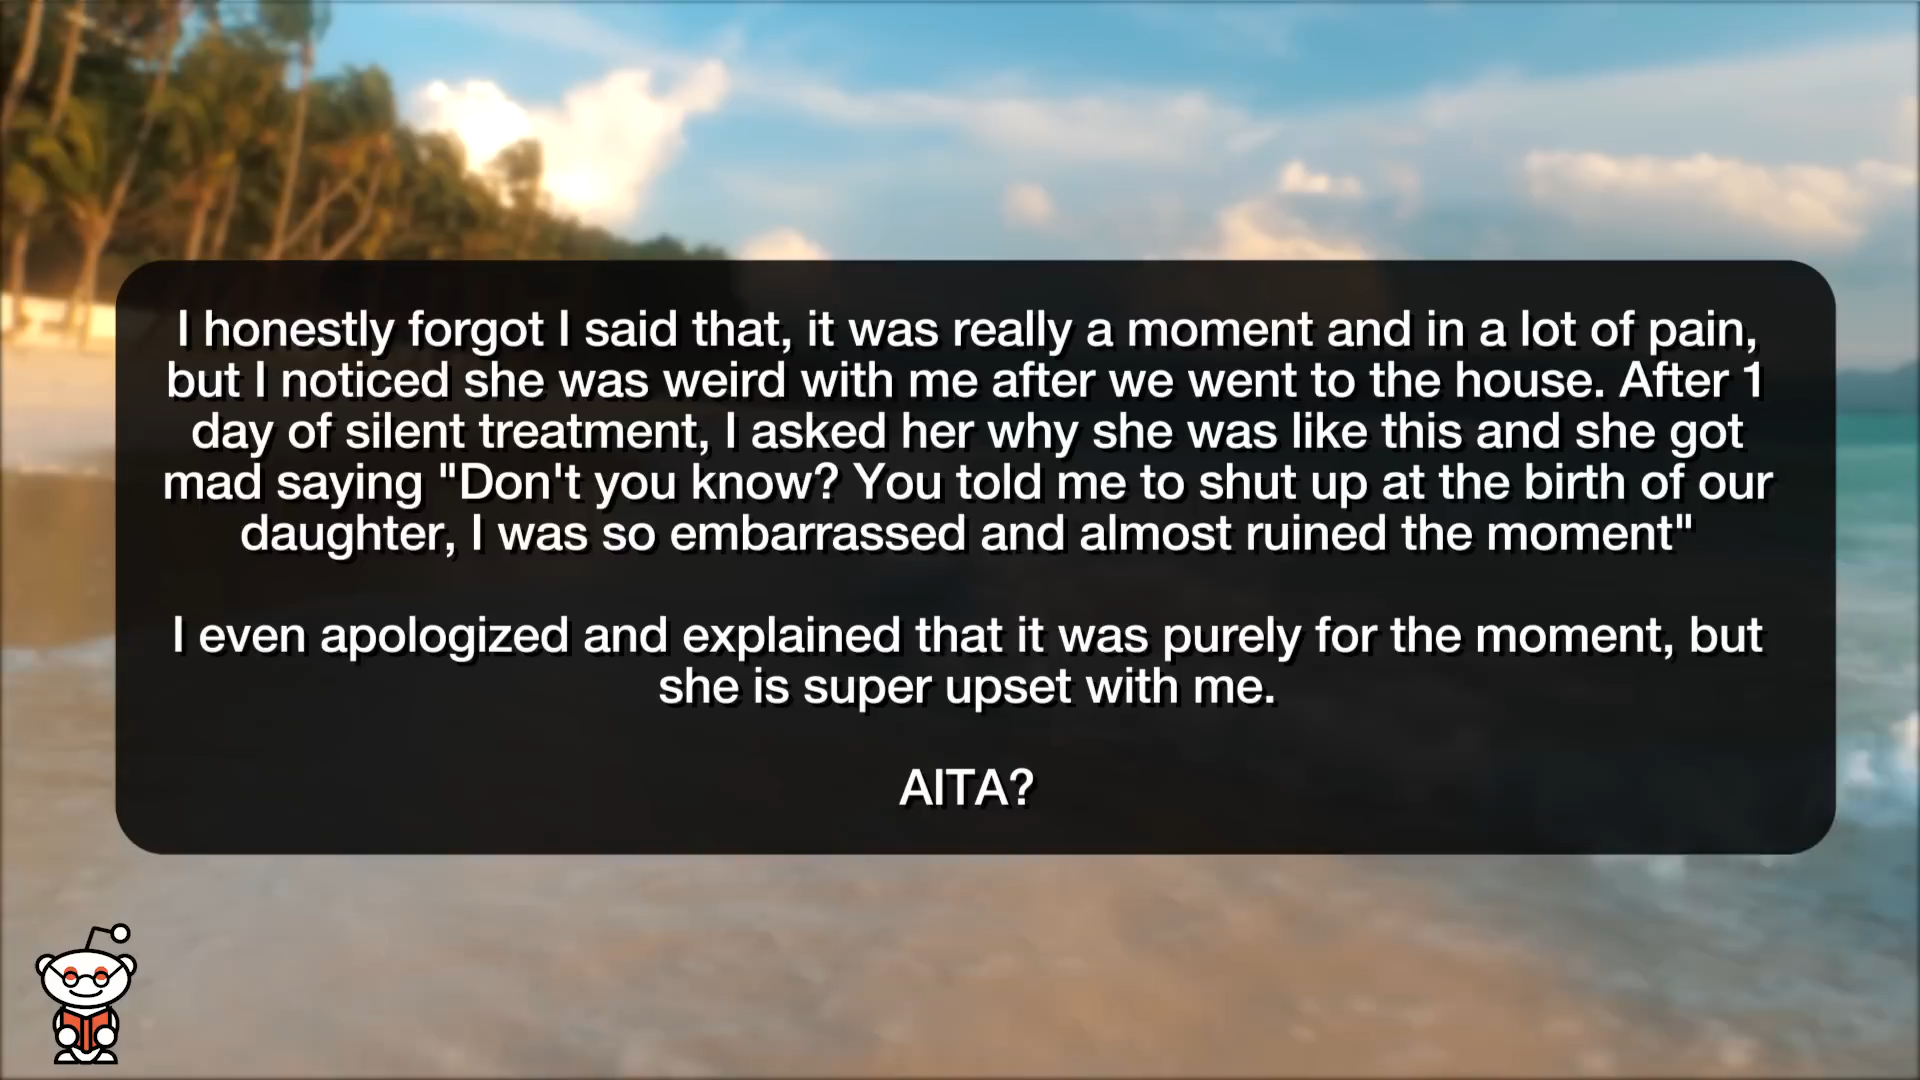 I honestly forgot I said that, it was really a moment and in a lot of pain,
but I noticed she was weird with me after we went to the house. After 1
day of silent treatment, I asked her why she was like this and she got
mad saying "Don't you know? You told me to shut up at the birth of our
daughter, I was so embarrassed and almost ruined the moment"
I even apologized and explained that it was purely for the moment, but
she is super upset with me.
AITA?